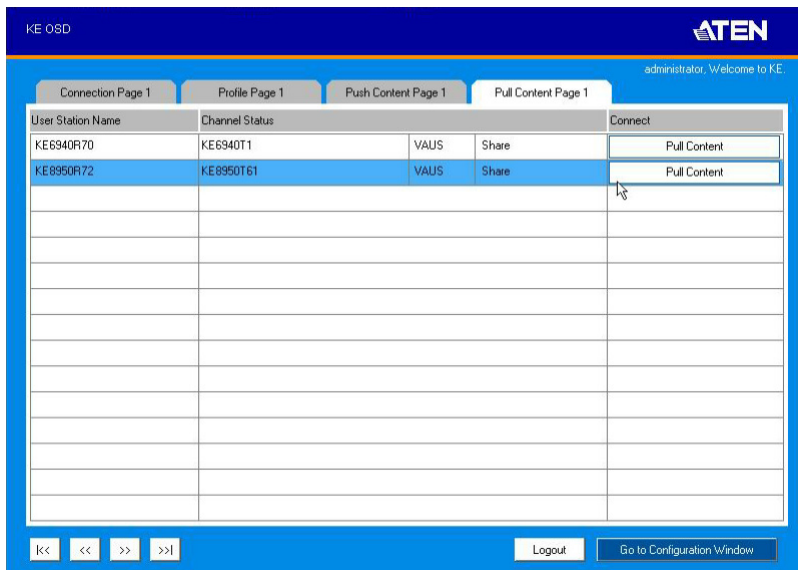 KE OSD
ATEN
administrator, Welcome to KE.
Connection Page 1 Profile Page 1 Push Content Page 1 Pull Content Page 1
User Station Name Channel Status Connect
KE6940R70 KE6940T1 VAUS Share Pull Content
KE8950R72 KE8950T61 VAUS Share Pull Content
|<< << >> >>| Logout Go to Configuration Window